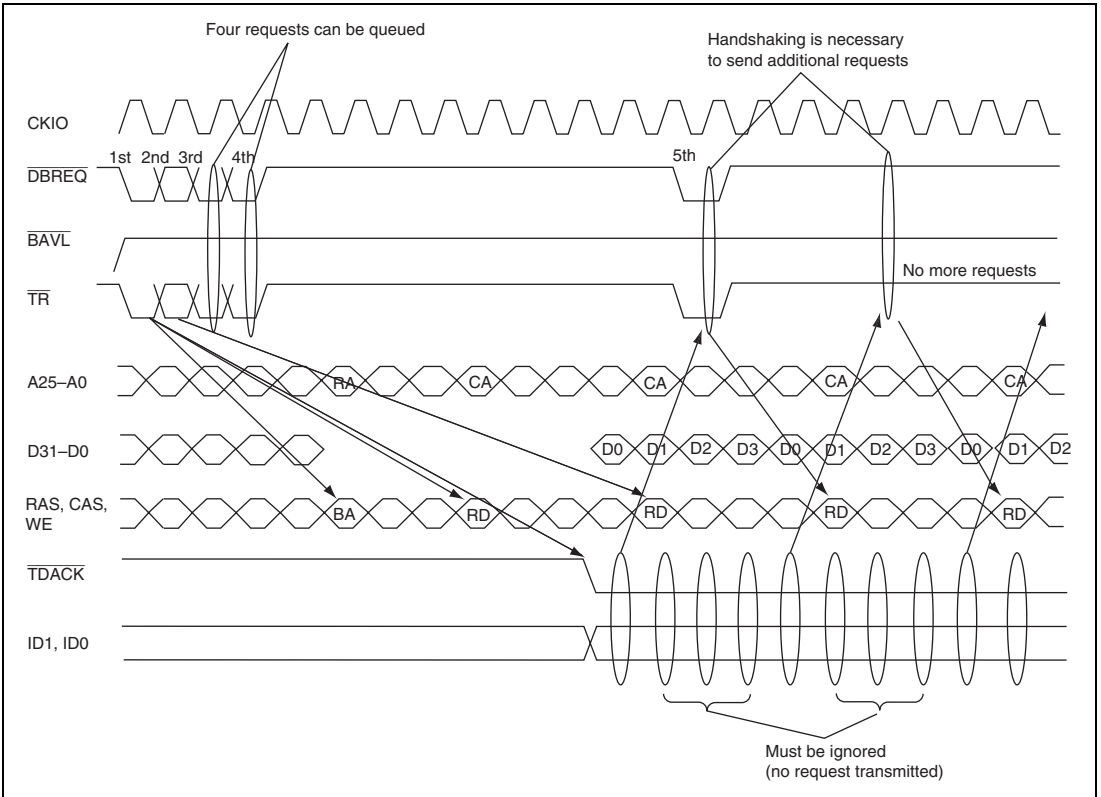 Four requests can be queued
Handshaking is necessary
to send additional requests
CKIO
1st 2nd 3rd 4th 5th
DBREQ
BAVL
No more requests
TR
A25–A0 RA CA CA CA CA
D31–D0 D0 D1 D2 D3 D0 D1 D2 D3 D0 D1 D2
RAS, CAS,
WE BA RD RD RD RD
TDACK
ID1, ID0
Must be ignored
(no request transmitted)